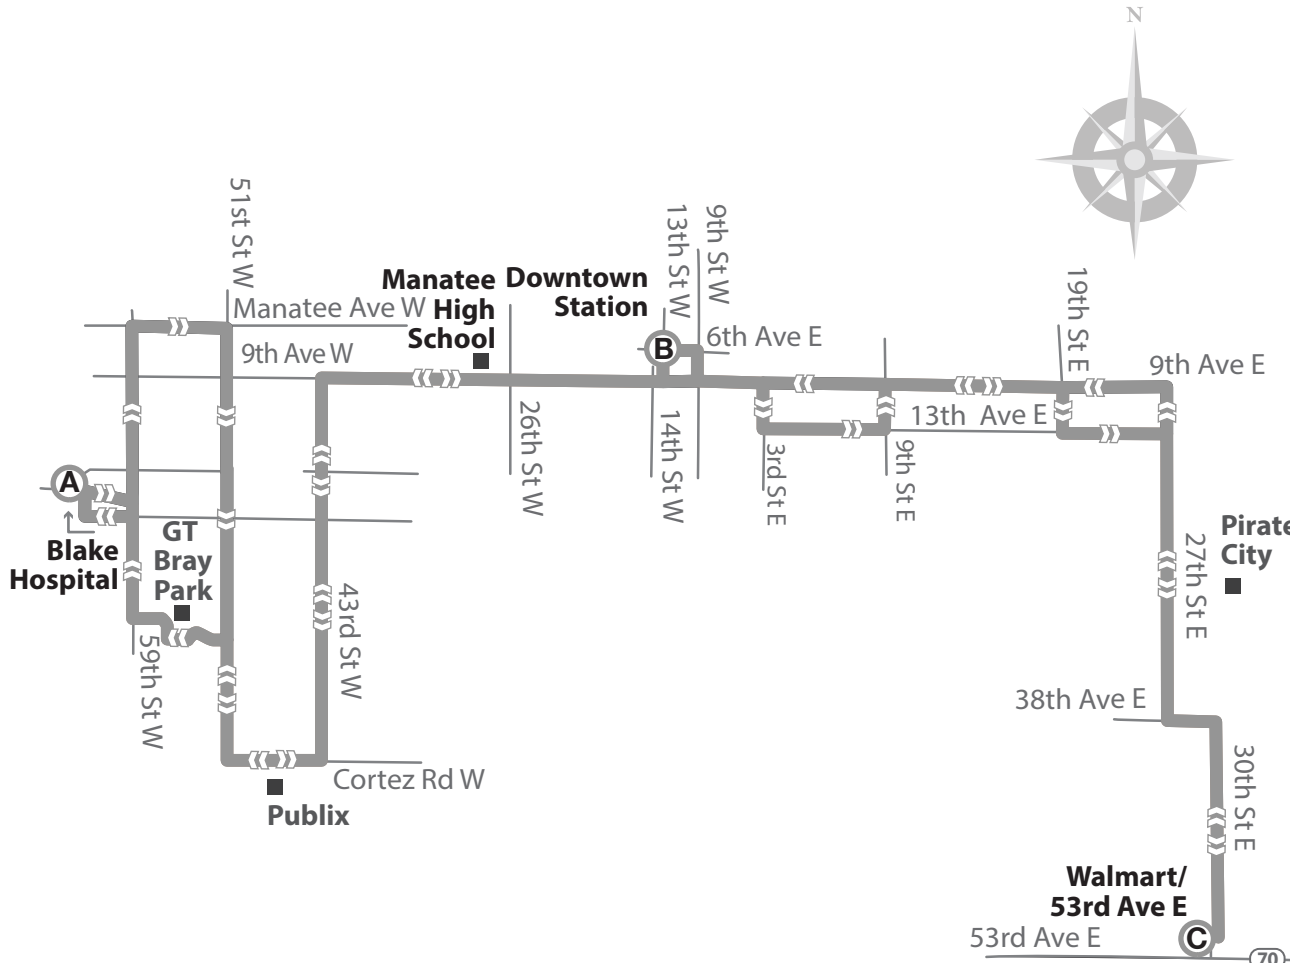 N
51st St W
Manatee Ave W
9th Ave W
Manatee
High
School
Downtown
Station
13th St W
9th St W
B
6th Ave E
19th St E
9th Ave E
13th Ave E
26th St W
14th St W
3rd St E
9th St E
A
Blake
Hospital
GT
Bray
Park
59th St W
43rd St W
Cortez Rd W
Publix
27th St E
Pirate
City
38th Ave E
30th St E
Walmart/
53rd Ave E
C
53rd Ave E
70